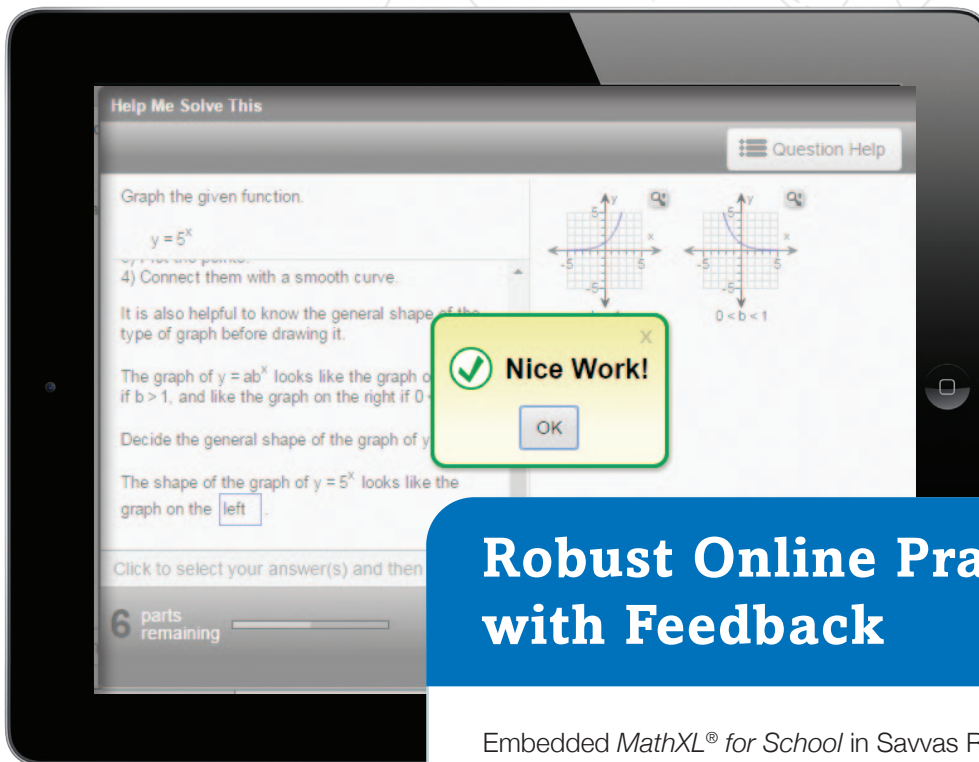 Help Me Solve This
Question Help
Graph the given function.
y = 5^x
4) Connect them with a smooth curve.
It is also helpful to know the general shape of the
type of graph before drawing it.
The graph of y = ab^x looks like the graph
if b > 1, and like the graph on the right if 0
Decide the general shape of the graph of y
The shape of the graph of y = 5^x looks like the
graph on the left .
Click to select your answer(s) and then
6 parts
remaining
y
5
x
-5
5
-5
y
5
x
-5
5
-5
0 < b < 1
x
Nice Work!
OK
Robust Online Pra
with Feedback
Embedded MathXL® for School in Savvas R